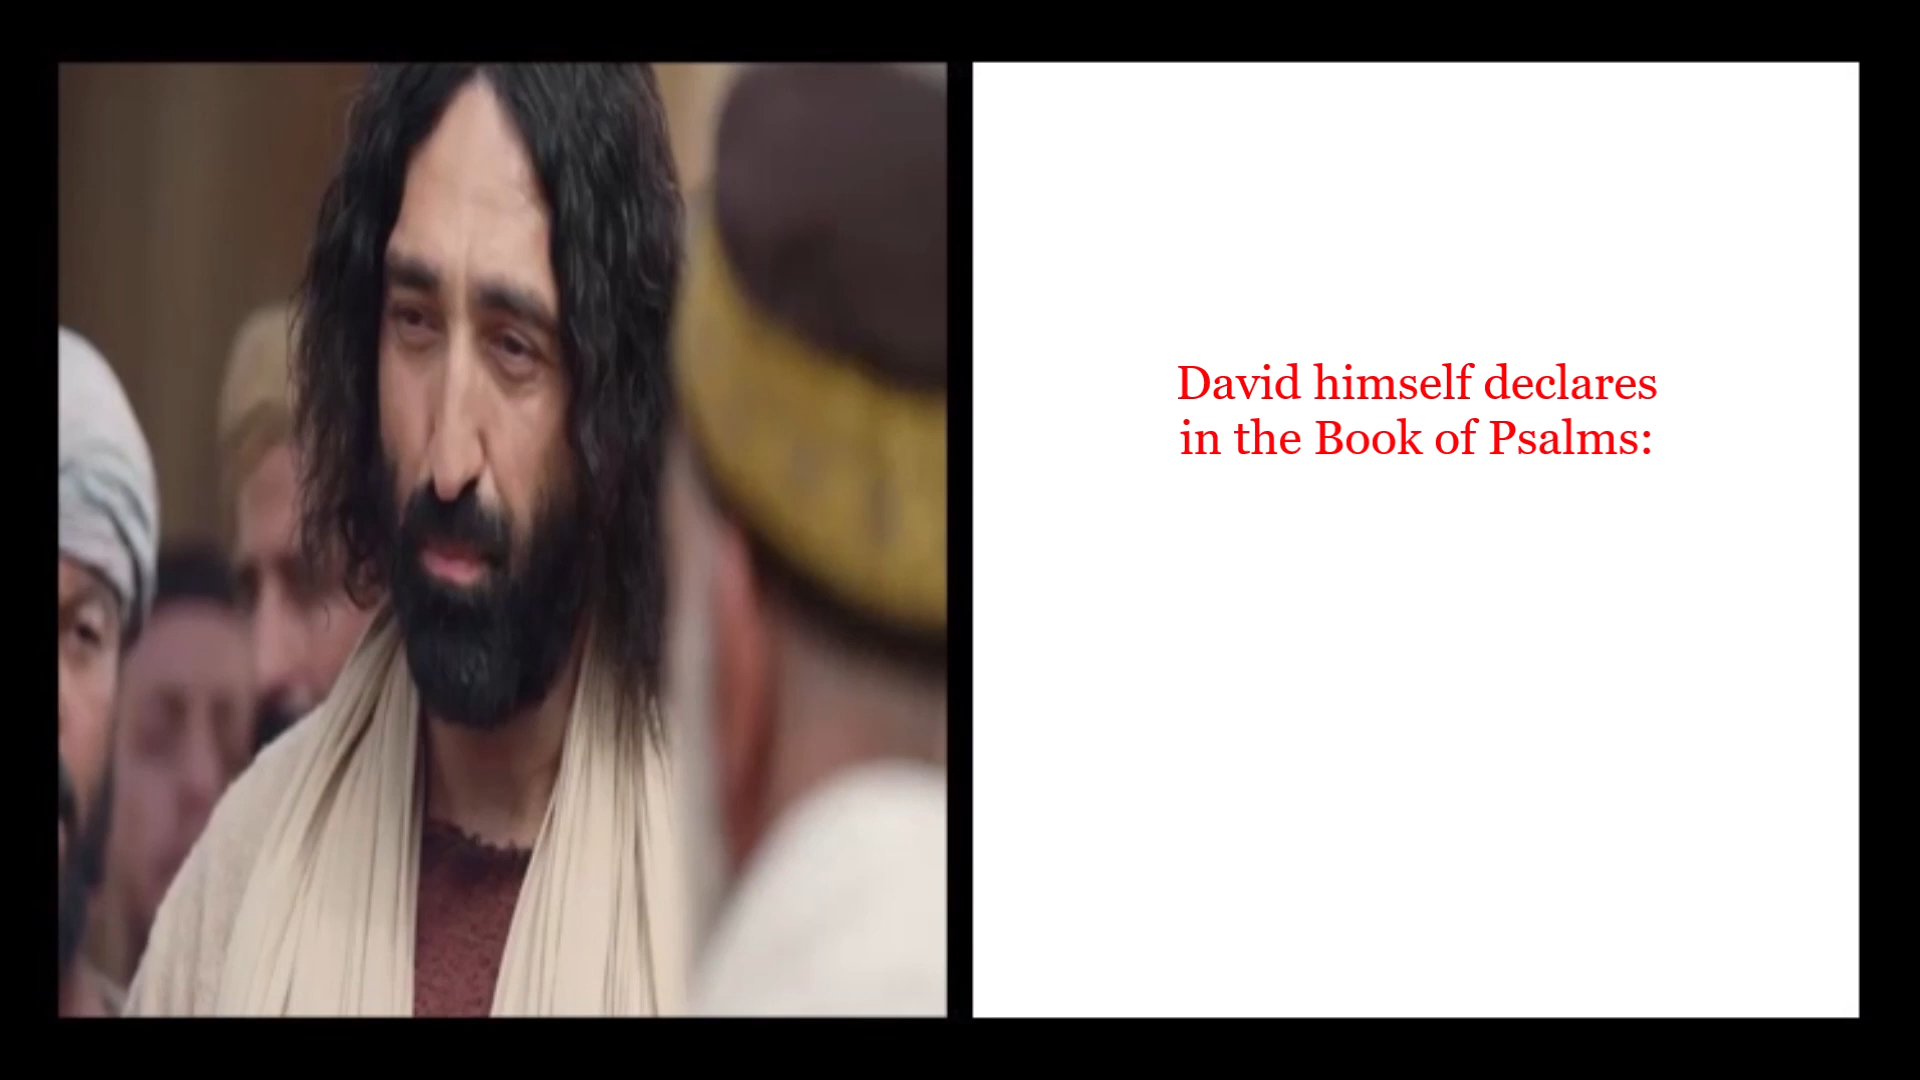 David himself declares
in the Book of Psalms: